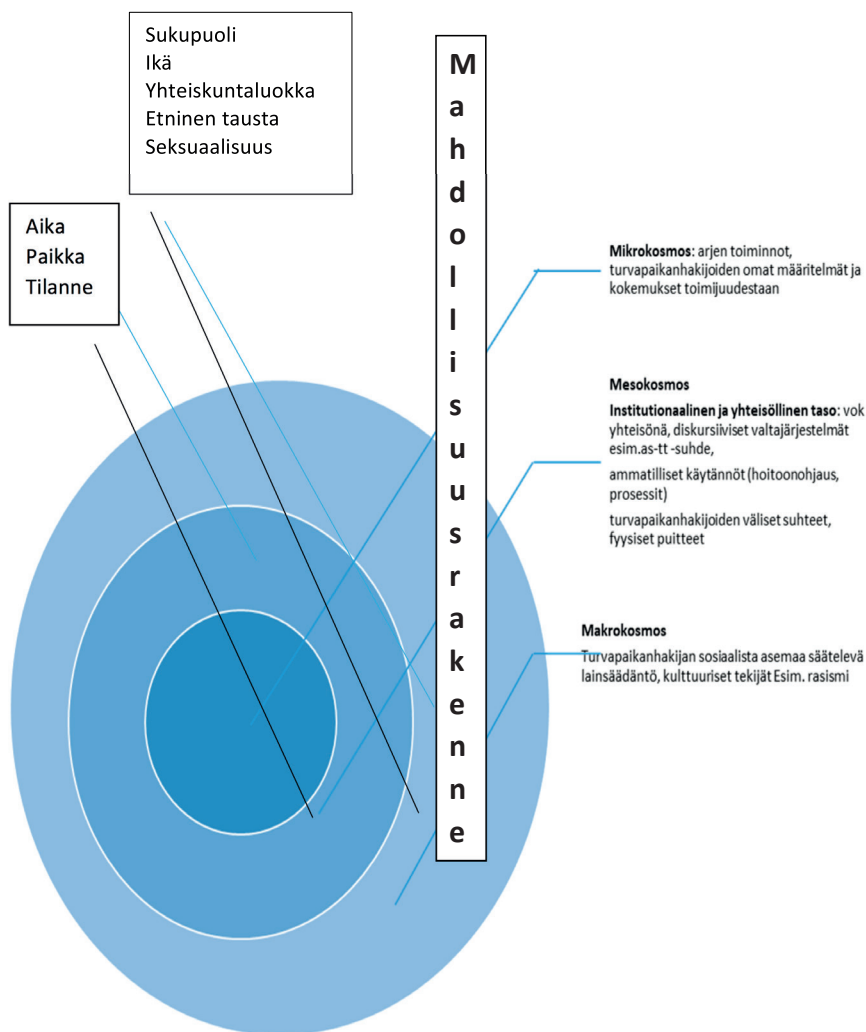 Sukupuoli
Ikä
Yhteiskuntaluokka
Etninen tausta
Seksuaalisuus
Aika
Paikka
Tilanne
Mahdollisuusrakenne
Mikrokosmos: arjen toiminnot,
turvapaikanhakijoiden omat määritelmät ja
kokemukset toimijuudestaan
Mesokosmos
Institutionaalinen ja yhteisöllinen taso: vok
yhteisönä, diskursiiviset valtajärjestelmät
esim.as-tt -suhde,
ammatilliset käytännöt (hoitoonohjaus,
prosessit)
turvapaikanhakijoiden väliset suhteet,
fyysiset puitteet
Makrokosmos
Turvapaikanhakijan sosiaalista asemaa säätelevä
lainsäädäntö, kulttuuriset tekijät Esim. rasismi